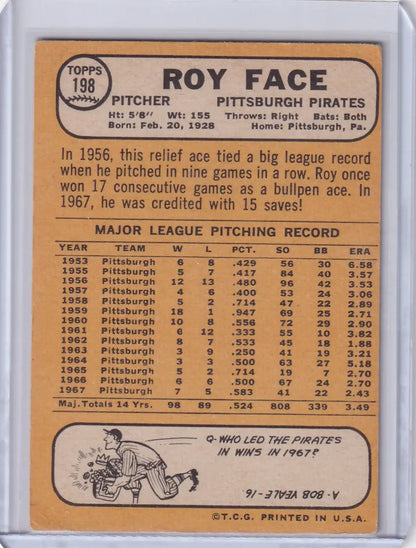 TOPPS
198
ROY FACE
PITCHER PITTSBURGH PIRATES
Ht: 5'8" Wt: 155 Throws: Right Bats: Both
Born: Feb. 20, 1928 Home: Pittsburgh, Pa.
In 1956, this relief ace tied a big league record
when he pitched in nine games in a row. Roy once
won 17 consecutive games as a bullpen ace. In
1967, he was credited with 15 saves!
MAJOR LEAGUE PITCHING RECORD
YEAR TEAM W L PCT. SO BB ERA
1953 Pittsburgh 6 8 .429 56 30 6.58
1955 Pittsburgh 5 7 .417 84 40 3.57
1956 Pittsburgh 12 13 .480 96 42 3.53
1957 Pittsburgh 4 6 .400 53 24 3.06
1958 Pittsburgh 5 2 .714 47 22 2.89
1959 Pittsburgh 18 1 .947 69 25 2.71
1960 Pittsburgh 10 8 .556 72 29 2.90
1961 Pittsburgh 6 12 .333 55 10 3.82
1962 Pittsburgh 8 7 .533 45 18 1.88
1963 Pittsburgh 3 9 .250 41 19 3.21
1964 Pittsburgh 3 3 .500 63 27 5.18
1965 Pittsburgh 5 2 .714 19 7 2.70
1966 Pittsburgh 6 6 .500 67 24 2.70
1967 Pittsburgh 7 5 .583 41 22 2.43
Maj. Totals 14 Yrs. 98 89 .524 808 339 3.49
Q-WHO LED THE PIRATES
IN WINS IN 1967?
A-BOB VEALE-16
©T.C.G. PRINTED IN U.S.A.